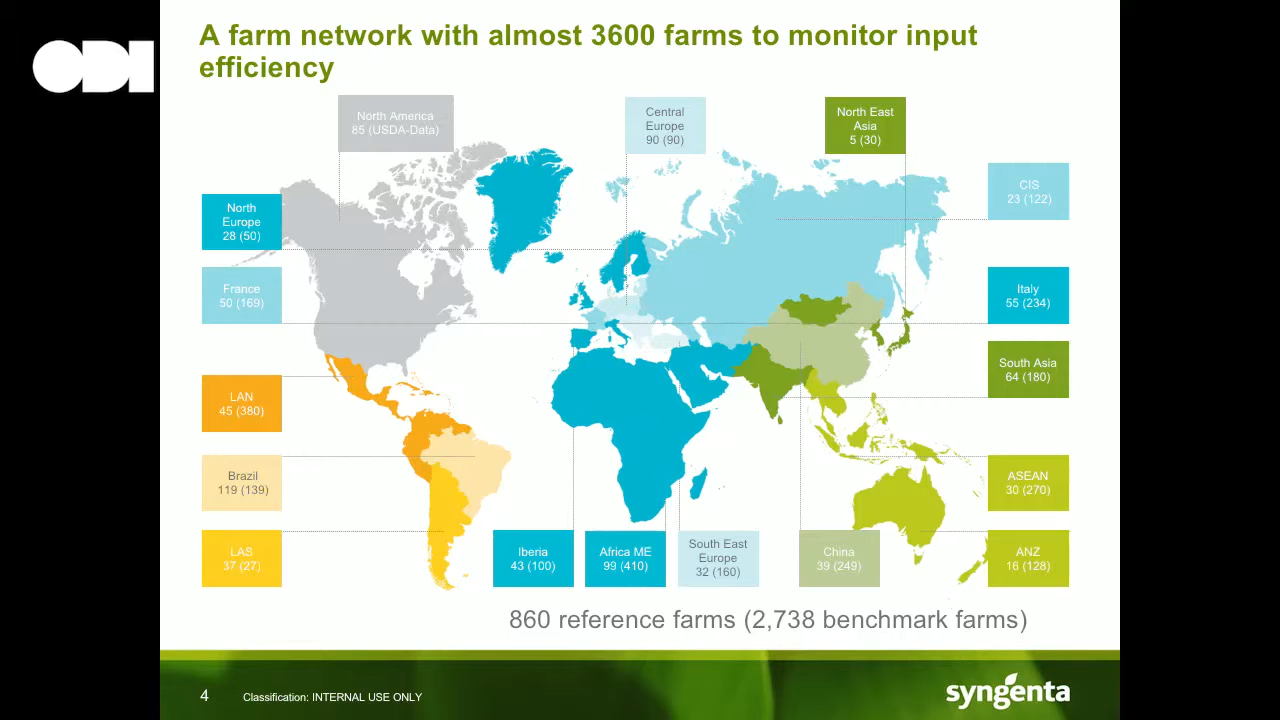 ODI
A farm network with almost 3600 farms to monitor input
efficiency
North America
85 (USDA-Data)
Central
Europe
90 (90)
North East
Asia
5 (30)
CIS
23 (122)
North
Europe
28 (50)
France
50 (169)
Italy
55 (234)
South Asia
64 (180)
LAN
45 (380)
Brazil
119 (139)
ASEAN
30 (270)
LAS
37 (27)
Iberia
43 (100)
Africa ME
99 (410)
South East
Europe
32 (160)
China
39 (249)
ANZ
16 (128)
860 reference farms (2,738 benchmark farms)
4
Classification: INTERNAL USE ONLY
syngenta